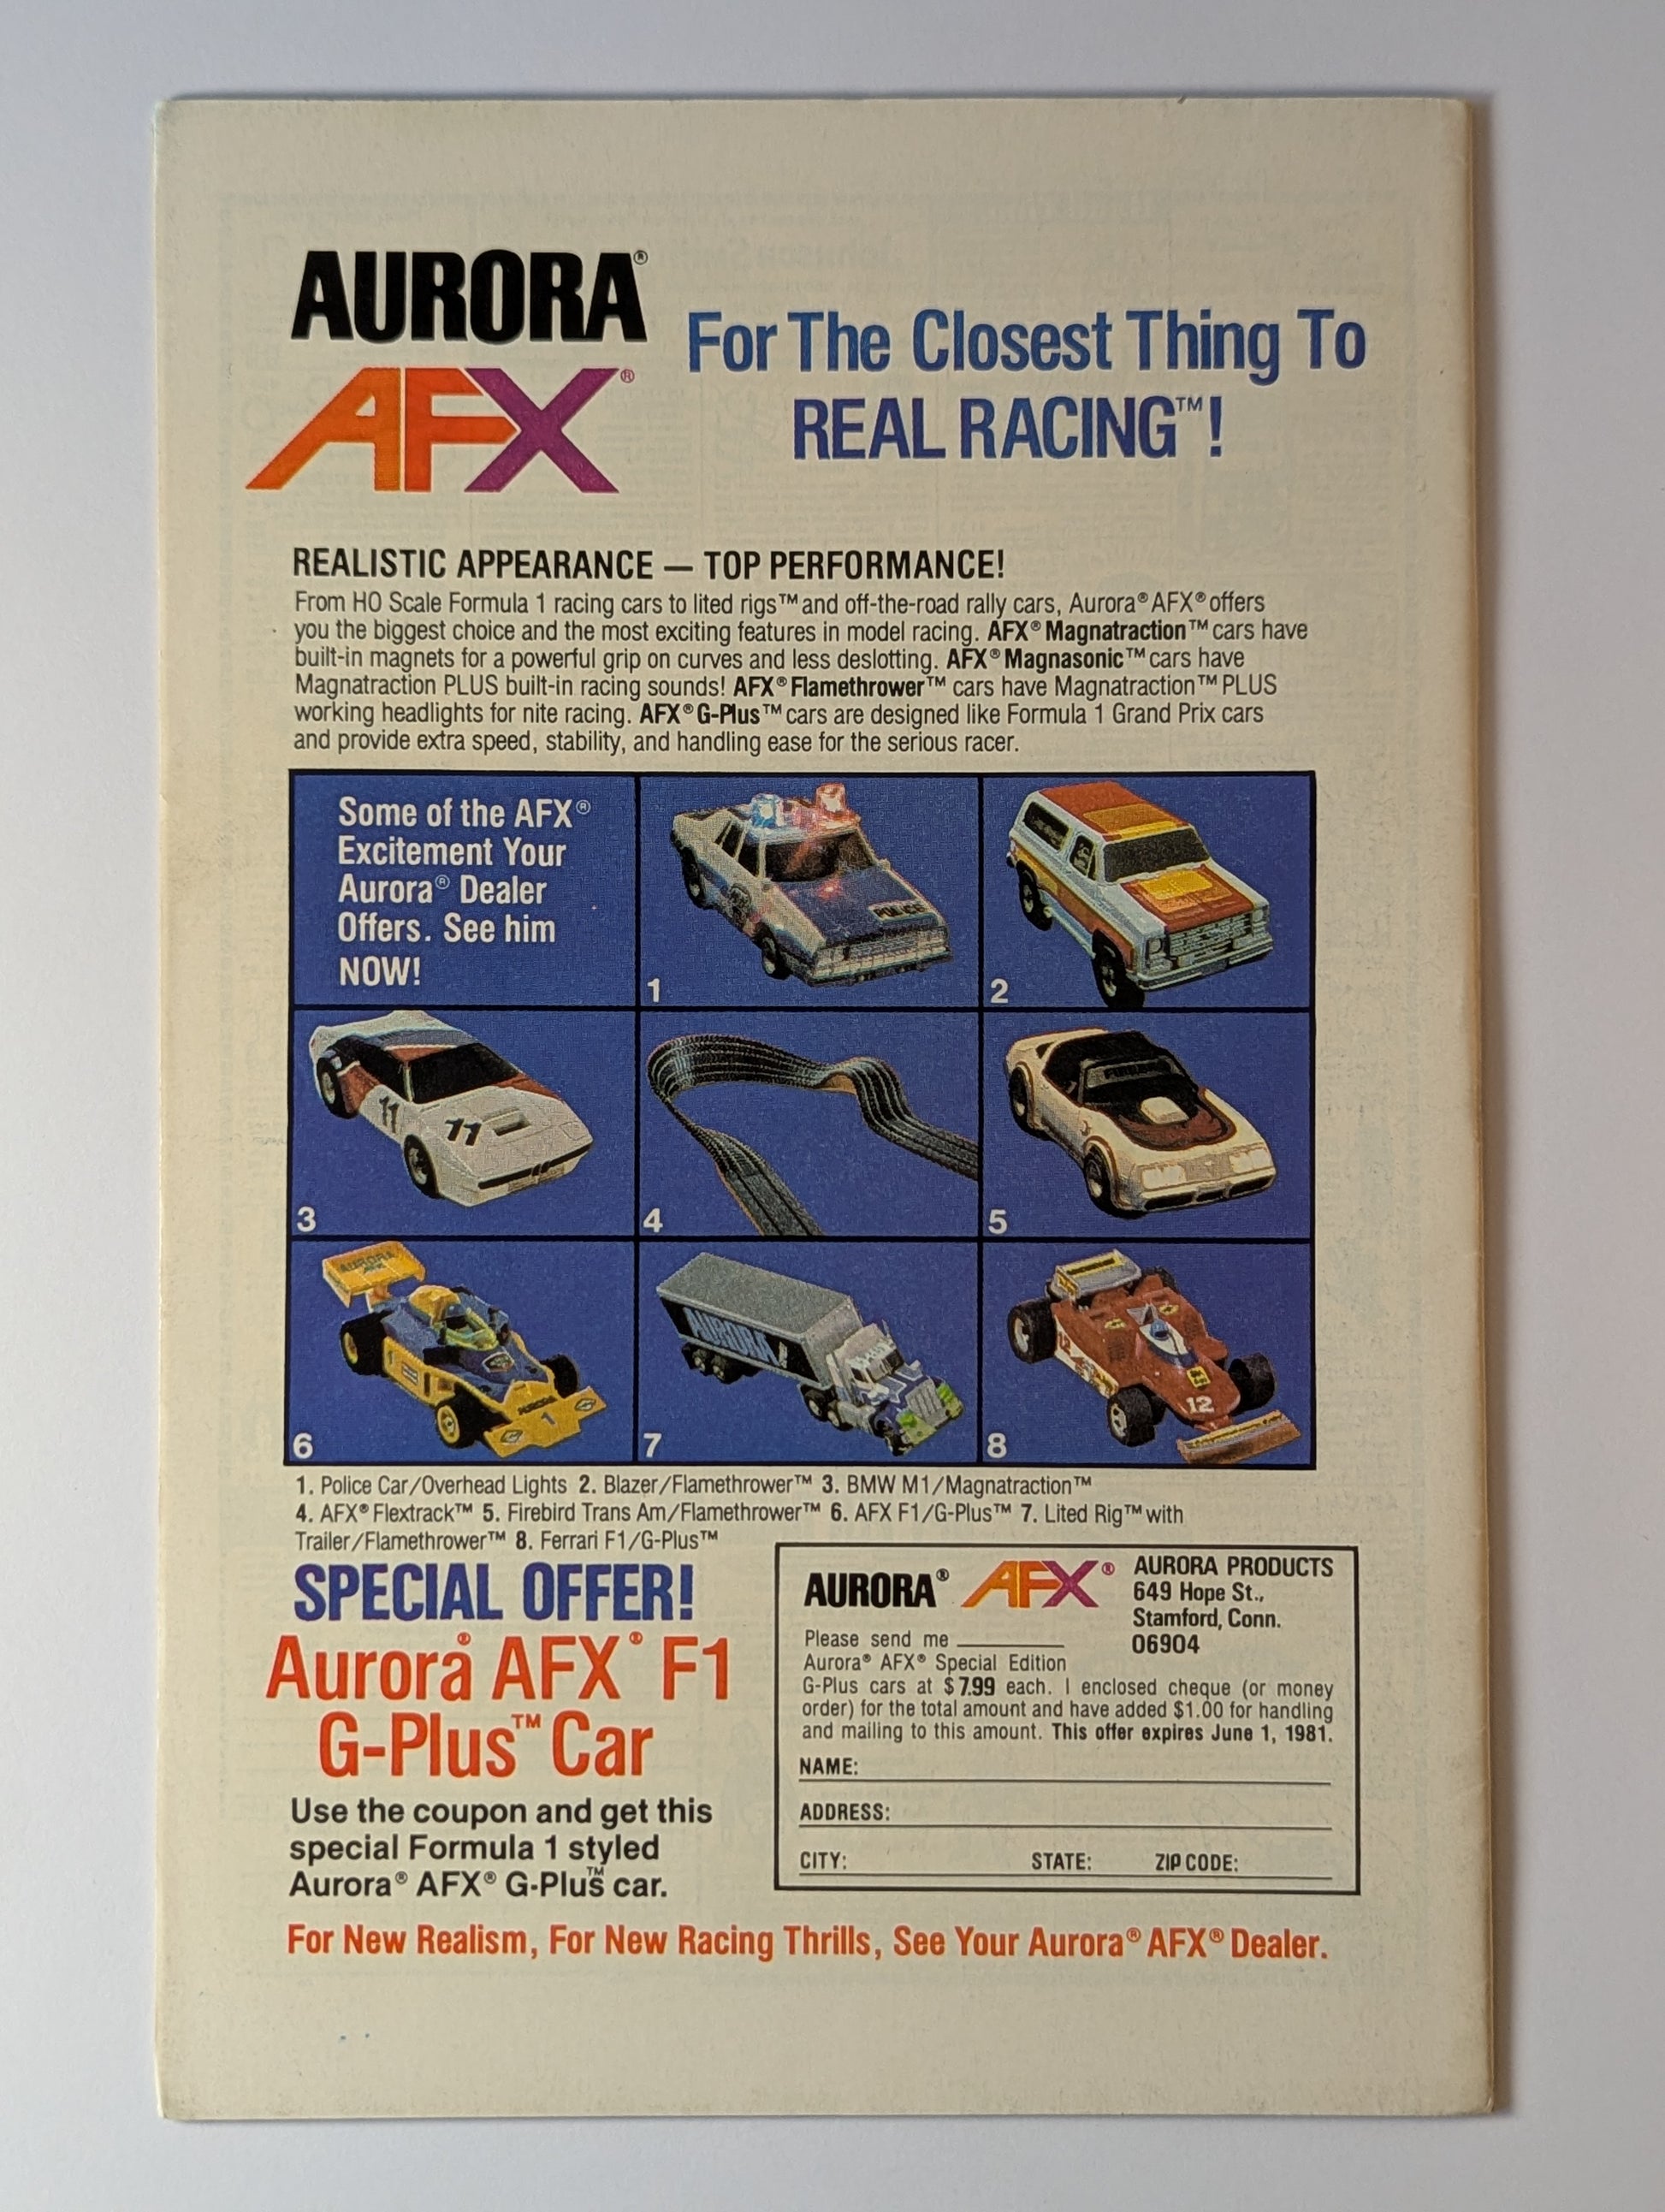 AURORA®
AFX®
For The Closest Thing To
REAL RACING™!
REALISTIC APPEARANCE — TOP PERFORMANCE!
From HO Scale Formula 1 racing cars to lited rigs™ and off-the-road rally cars, Aurora® AFX® offers
you the biggest choice and the most exciting features in model racing. AFX® Magnatraction™ cars have
built-in magnets for a powerful grip on curves and less deslotting. AFX® Magnasonic™ cars have
Magnatraction PLUS built-in racing sounds! AFX® Flamethrower™ cars have Magnatraction™ PLUS
working headlights for nite racing. AFX® G-Plus™ cars are designed like Formula 1 Grand Prix cars
and provide extra speed, stability, and handling ease for the serious racer.
Some of the AFX®
Excitement Your
Aurora® Dealer
Offers. See him
NOW!
POLICE
1
2
11
11
3
4
5
AURORA
AFX
AURORA
1
6
AURORA
7
12
12
8
1. Police Car/Overhead Lights 2. Blazer/Flamethrower™ 3. BMW M1/Magnatraction™
4. AFX® Flextrack™ 5. Firebird Trans Am/Flamethrower™ 6. AFX F1/G-Plus™ 7. Lited Rig™ with
Trailer/Flamethrower™ 8. Ferrari F1/G-Plus™
SPECIAL OFFER!
Aurora® AFX® F1
G-Plus™ Car
Use the coupon and get this
special Formula 1 styled
Aurora® AFX® G-Plus™ car.
AURORA® AFX®
AURORA PRODUCTS
649 Hope St.,
Stamford, Conn.
06904
Please send me
Aurora® AFX® Special Edition
G-Plus cars at $7.99 each. I enclosed cheque (or money
order) for the total amount and have added $1.00 for handling
and mailing to this amount. This offer expires June 1, 1981.
NAME:
ADDRESS:
CITY: STATE: ZIP CODE:
For New Realism, For New Racing Thrills, See Your Aurora® AFX® Dealer.